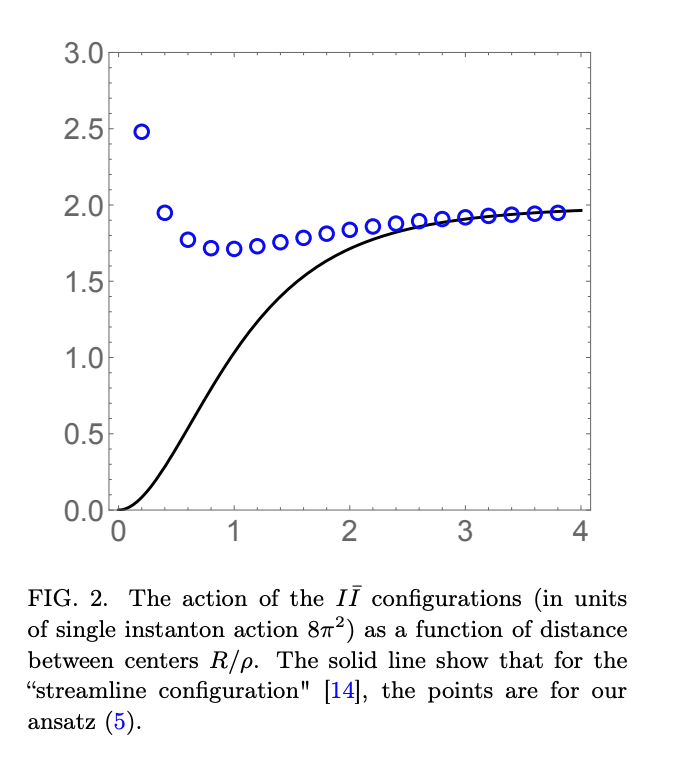 3.0
2.5
2.0
1.5
1.0
0.5
0.0
0 1 2 3 4
FIG. 2. The action of the $I\bar{I}$ configurations (in units
of single instanton action $8\pi^2$) as a function of distance
between centers $R/\rho$. The solid line show that for the
“streamline configuration" [14], the points are for our
ansatz (5).